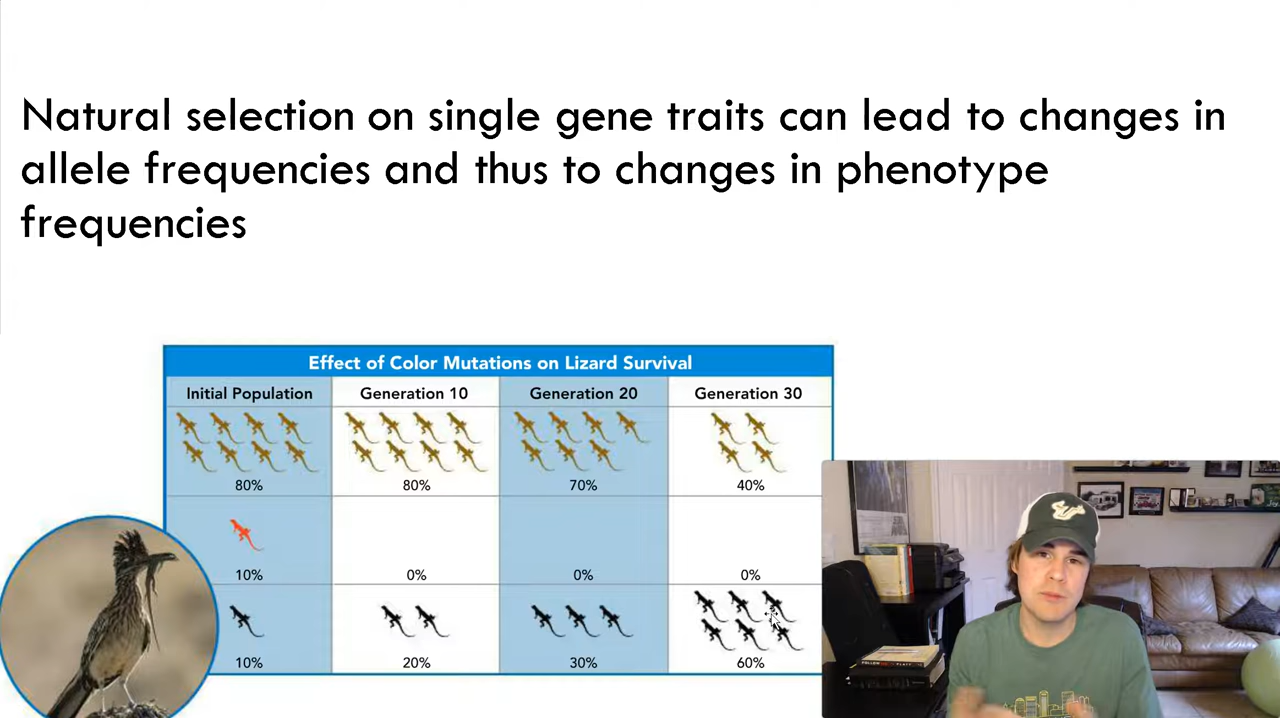 Natural selection on single gene traits can lead to changes in
allele frequencies and thus to changes in phenotype
frequencies
Effect of Color Mutations on Lizard Survival
Initial Population Generation 10 Generation 20 Generation 30
80% 80% 70% 40%
10% 0% 0% 0%
10% 20% 30% 60%